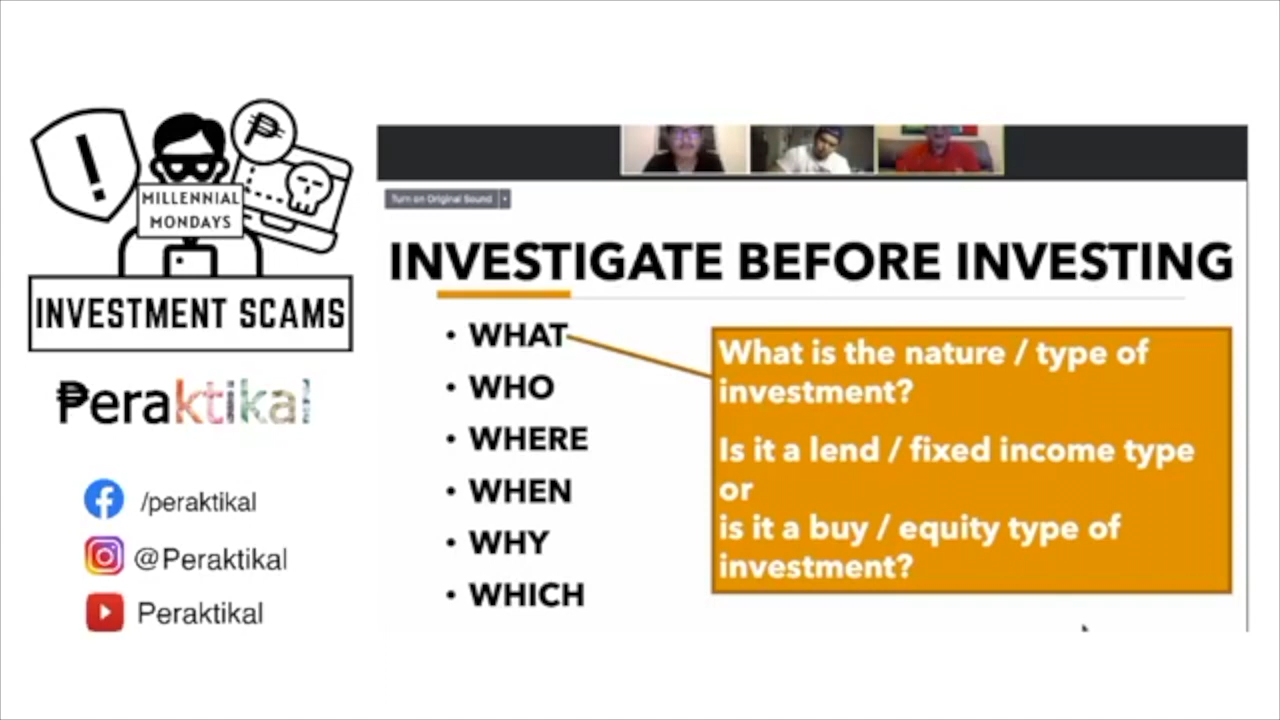 MILLENNIAL
MONDAYS
INVESTMENT SCAMS
₱eraktikal
/peraktikal
@Peraktikal
Peraktikal
Turn on Original Sound
INVESTIGATE BEFORE INVESTING
• WHAT
• WHO
• WHERE
• WHEN
• WHY
• WHICH
What is the nature / type of
investment?
Is it a lend / fixed income type
or
is it a buy / equity type of
investment?